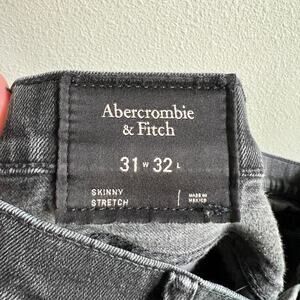 Abercrombie
& Fitch
31 W 32 L
SKINNY
STRETCH
MADE IN
MEXICO